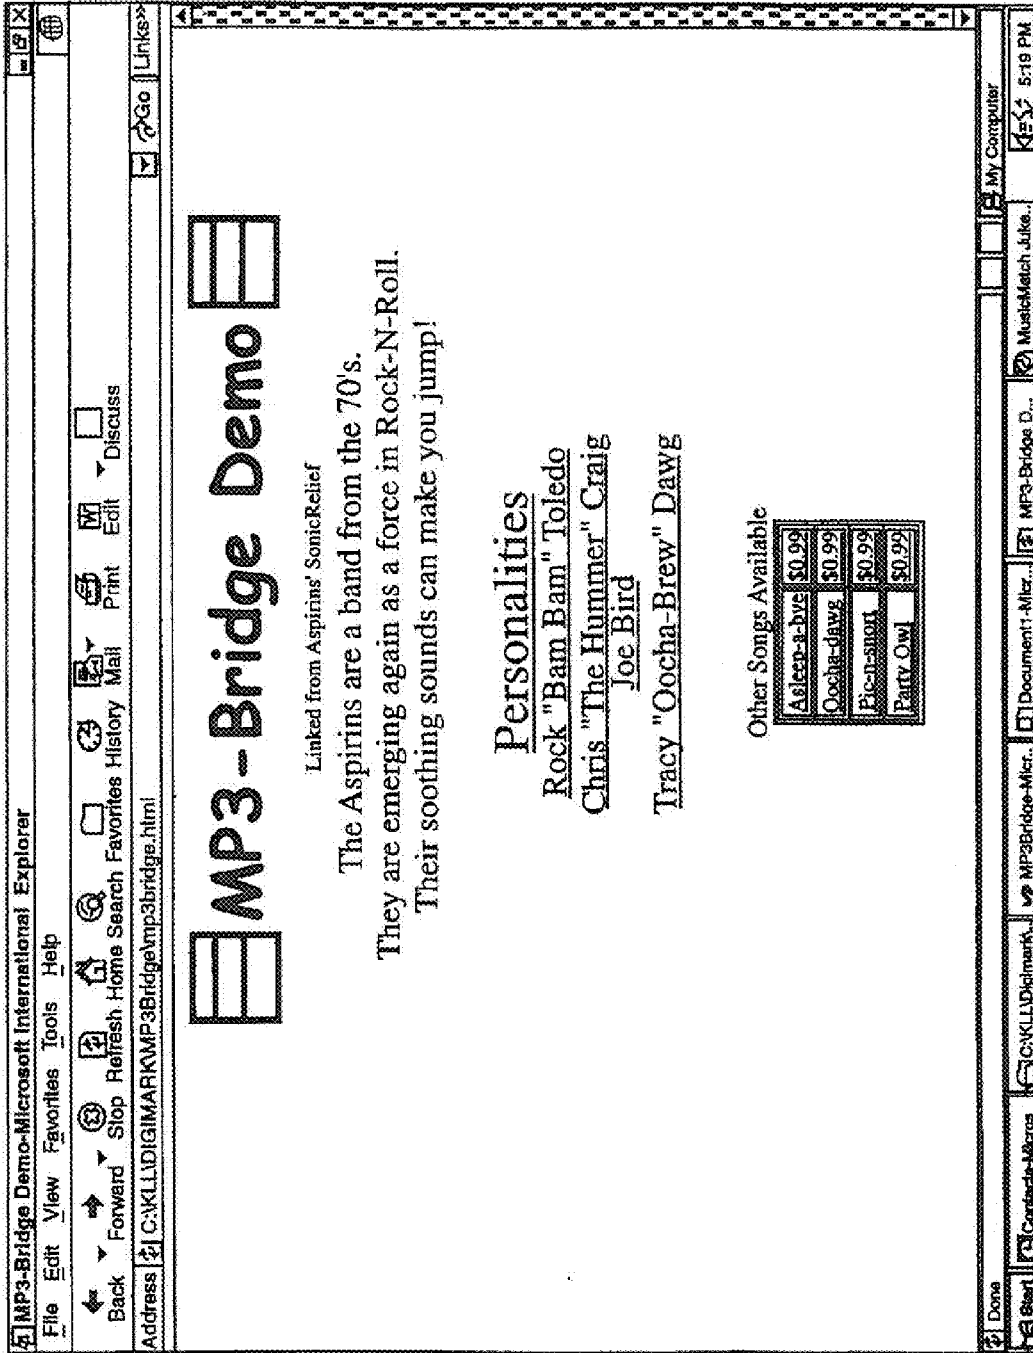 MP3-Bridge Demo-Microsoft International Explorer
File Edit View Favorites Tools Help
Back Forward Stop Refresh Home Search Favorites History Mail Print Edit Discuss
Address C:\KLL\DIGIMARK\MP3Bridge\mp3bridge.html Go Links»
MP3-Bridge Demo
Linked from Aspirins' SonicRelief
The Aspirins are a band from the 70's.
They are emerging again as a force in Rock-N-Roll.
Their soothing sounds can make you jump!
Personalities
Rock "Bam Bam" Toledo
Chris "The Hummer" Craig
Joe Bird
Tracy "Oocha-Brew" Dawg
Other Songs Available
Asleep-a-bye $0.99
Oocha-dawg $0.99
Pic-n-snort $0.99
Party Owl $0.99
Done My Computer
Start Contacts-Micros... C:\KLL\Digimark\.. MP3Bridge-Micr.. Document1-Micr.. MP3-Bridge D... MusicMatch Juke.. 5:19 PM